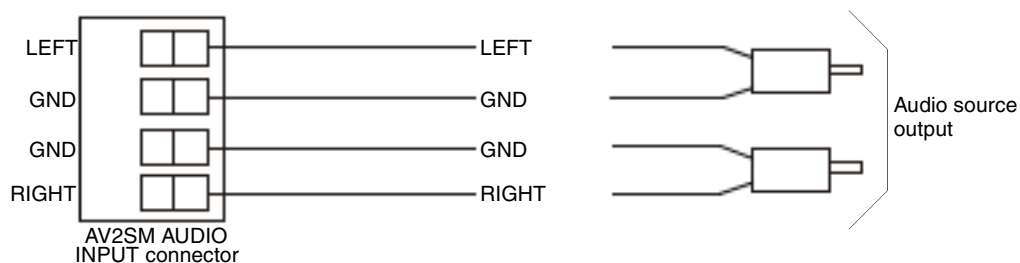 LEFT LEFT
GND GND
GND GND
RIGHT RIGHT
Audio source
output
AV2SM AUDIO
INPUT connector